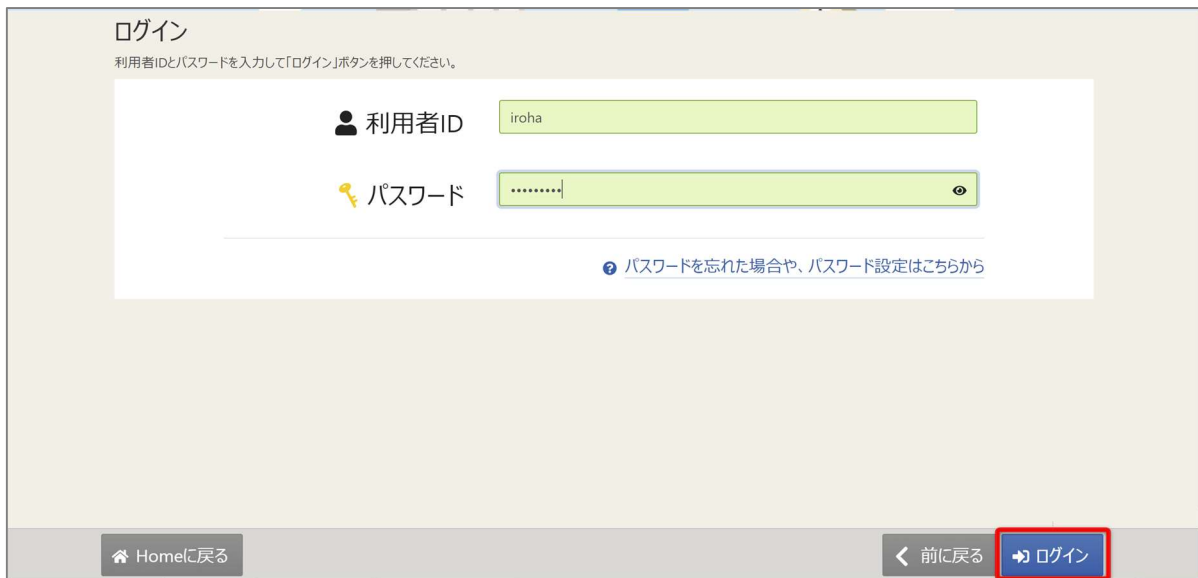 ログイン
利用者IDとパスワードを入力して「ログイン」ボタンを押してください。
利用者ID
iroha
パスワード
•••••••••
パスワードを忘れた場合や、パスワード設定はこちらから
Homeに戻る
前に戻る
ログイン